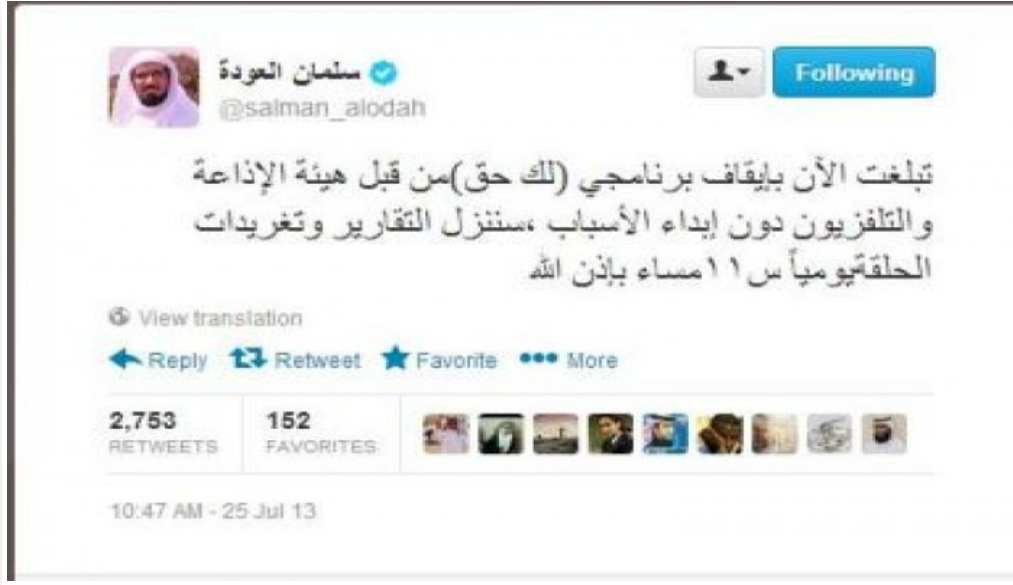 سلمان العودة
@salman_alodah
Following
تبلغت الآن بإيقاف برنامجي (لك حق)من قبل هيئة الإذاعة
والتلفزيون دون إبداء الأسباب ،سننزل التقارير وتغريدات
الحلقةيومياً س١١مساء بإذن الله
View translation
Reply Retweet Favorite More
2,753 152
RETWEETS FAVORITES
10:47 AM - 25 Jul 13